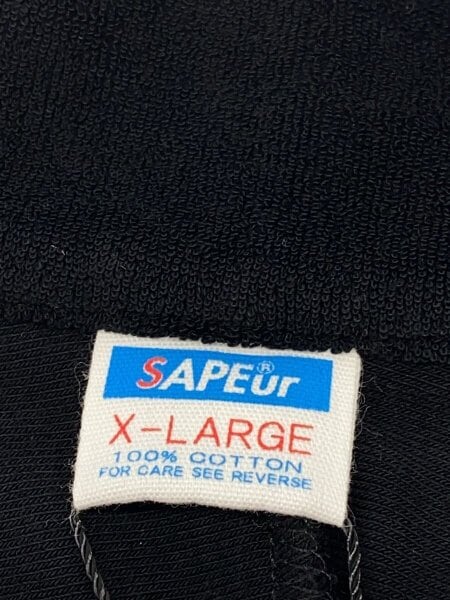 SAPEur®
X-LARGE
100% COTTON
FOR CARE SEE REVERSE